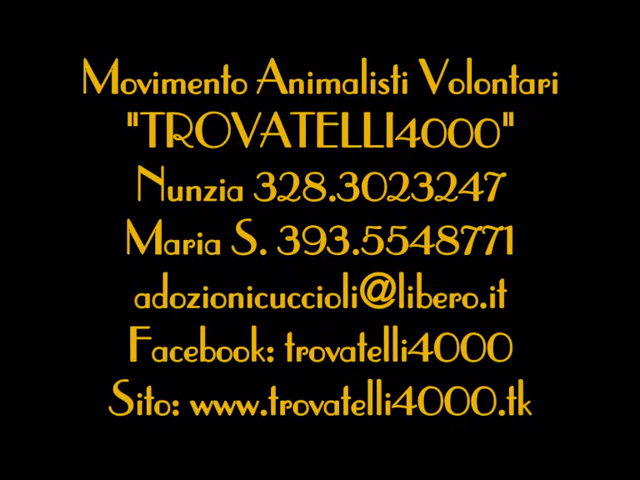 Movimento Animalisti Volontari
"TROVATELLI4000"
Nunzia 328.3023247
Maria S. 393.5548771
adozionicuccioli@libero.it
Facebook: trovatelli4000
Sito: www.trovatelli4000.tk